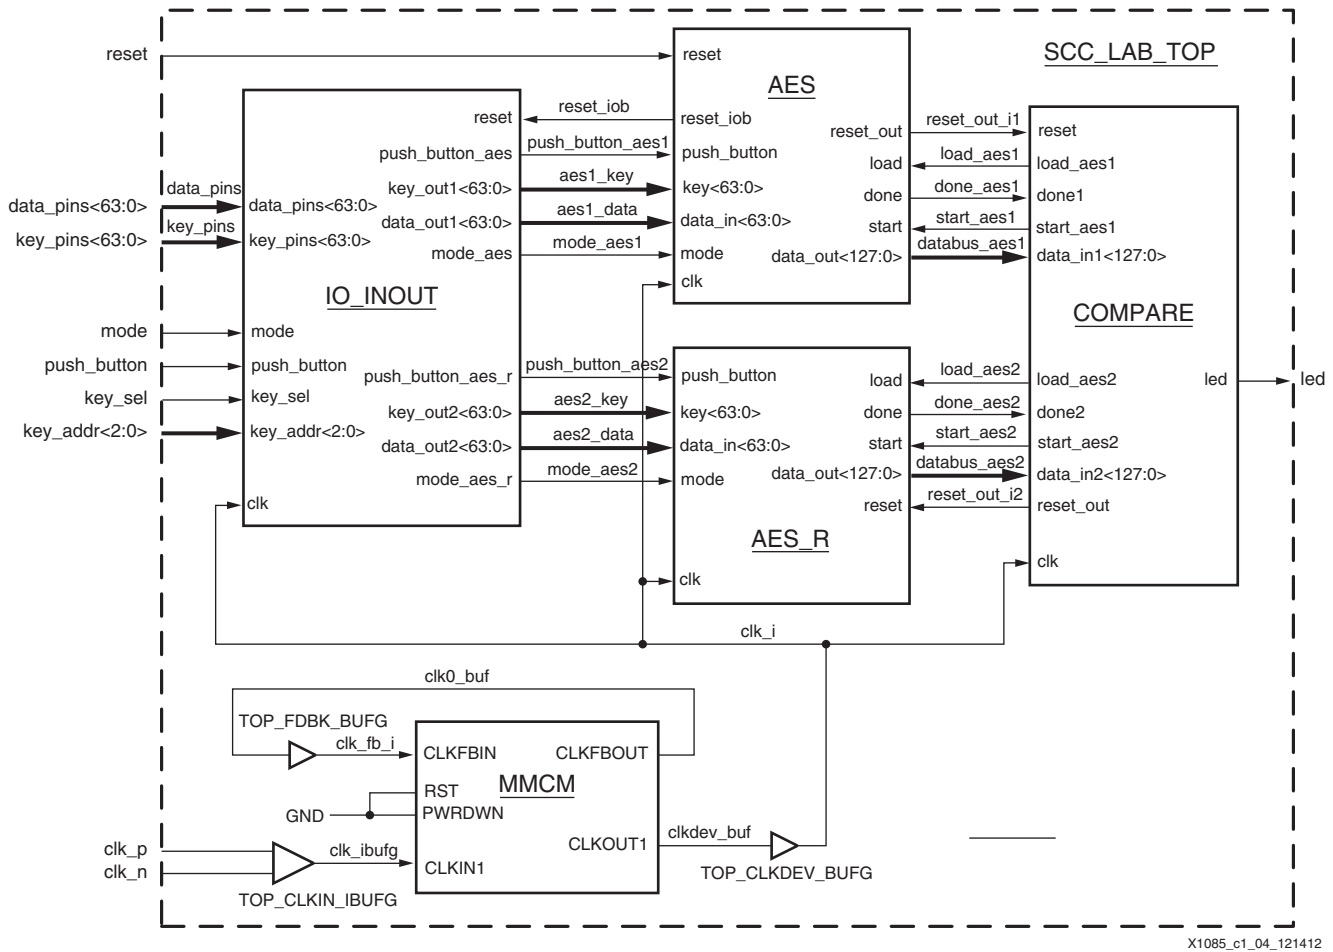 reset
SCC_LAB_TOP
reset
AES
reset_iob
reset_iob
reset_out
reset_out_i1
reset
push_button
load
load_aes1
load_aes1
key<63:0>
done
done_aes1
done1
data_in<63:0>
start
start_aes1
start_aes1
mode
data_out<127:0>
databus_aes1
data_in1<127:0>
clk
reset
push_button_aes
push_button_aes1
key_out1<63:0>
aes1_key
data_out1<63:0>
aes1_data
mode_aes
mode_aes1
data_pins<63:0>
data_pins
data_pins<63:0>
key_pins<63:0>
key_pins
key_pins<63:0>
IO_INOUT
COMPARE
mode
mode
push_button
push_button
key_sel
key_sel
key_addr<2:0>
key_addr<2:0>
clk
push_button_aes_r
push_button_aes2
key_out2<63:0>
aes2_key
data_out2<63:0>
aes2_data
mode_aes_r
mode_aes2
push_button
load
load_aes2
load_aes2
led
led
key<63:0>
done
done_aes2
done2
data_in<63:0>
start
start_aes2
start_aes2
mode
data_out<127:0>
databus_aes2
data_in2<127:0>
reset
reset_out_i2
reset_out
AES_R
clk
clk
clk_i
clk0_buf
TOP_FDBK_BUFG
clk_fb_i
CLKFBIN
CLKFBOUT
MMCM
RST
GND
PWRDWN
CLKOUT1
clkdev_buf
TOP_CLKDEV_BUFG
clk_p
clk_n
clk_ibufg
CLKIN1
TOP_CLKIN_IBUFG
X1085_c1_04_121412